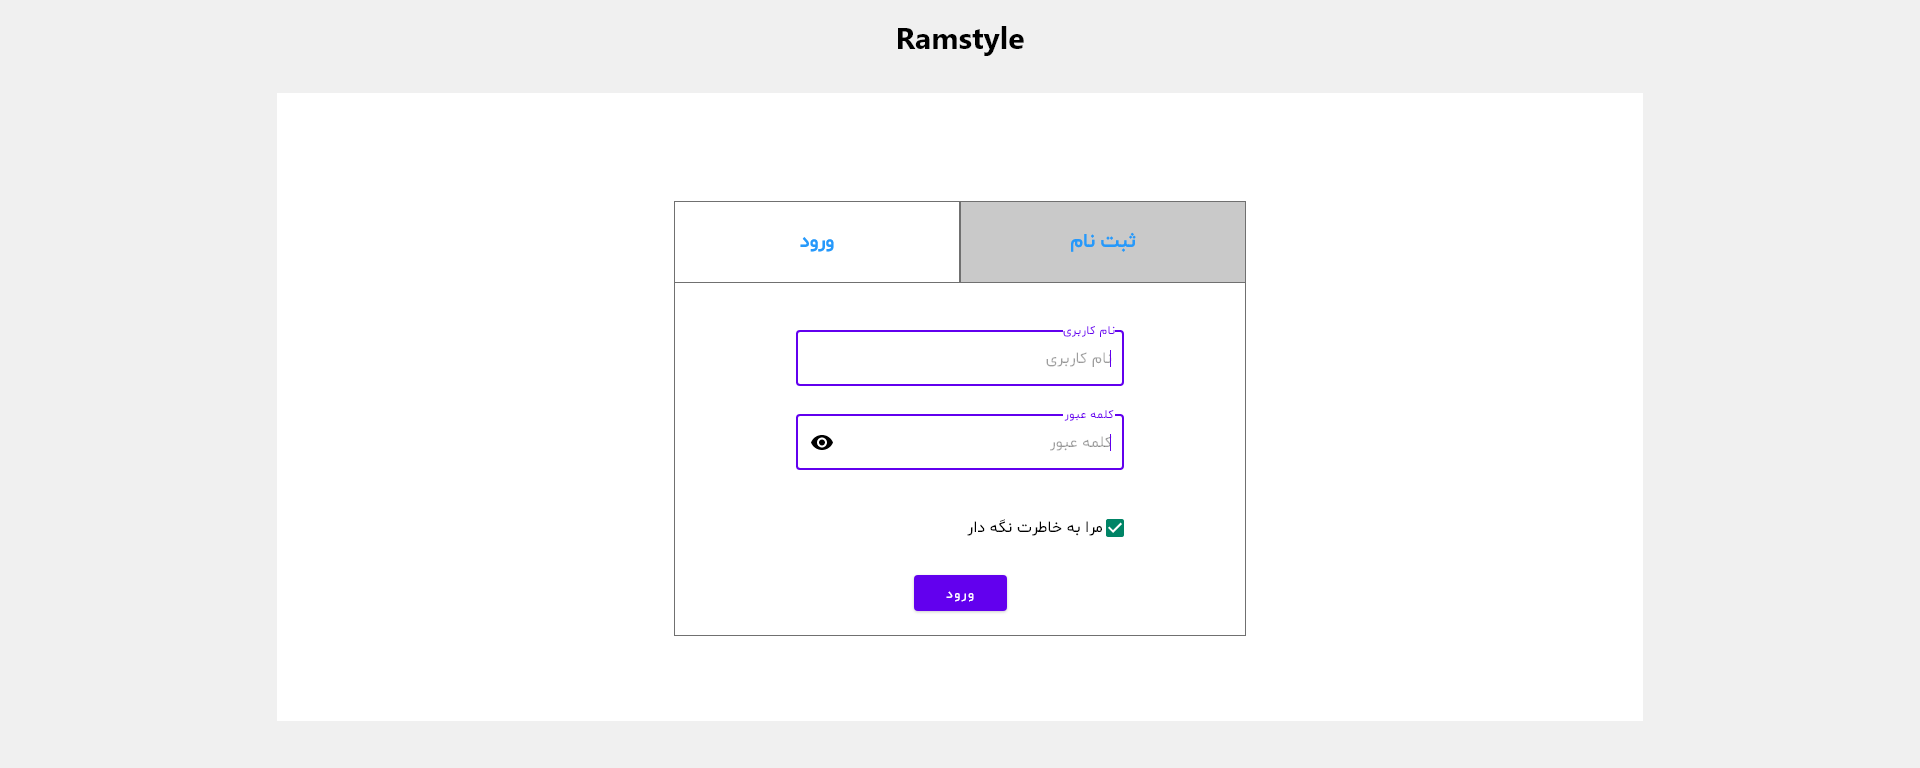 Ramstyle
ثبت نام
ورود
نام کاربری
نام کاربری
کلمه عبور
کلمه عبور
مرا به خاطرت نگه دار
ورود